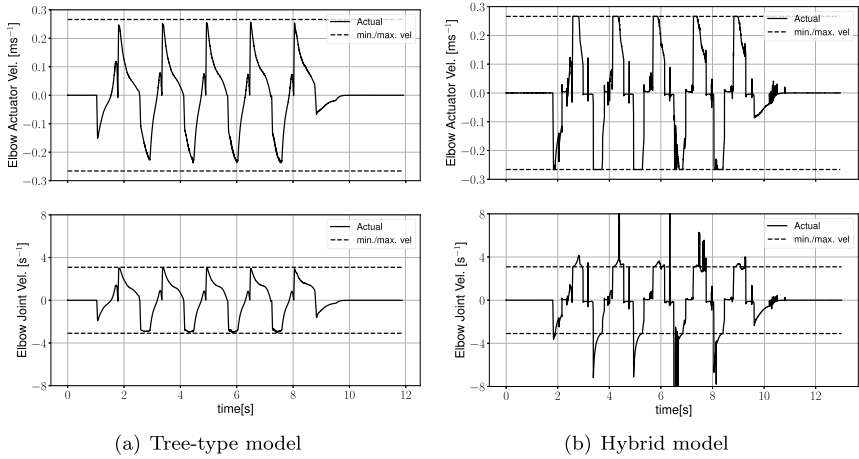 Elbow Actuator Vel. [ms⁻¹]
0.3
0.2
0.1
0.0
−0.1
−0.2
−0.3
Actual
min./max. vel
Elbow Joint Vel. [s⁻¹]
8
4
0
−4
−8
Actual
min./max. vel
0 2 4 6 8 10 12
time[s]
(a) Tree-type model
Elbow Actuator Vel. [ms⁻¹]
0.3
0.2
0.1
0.0
−0.1
−0.2
−0.3
Actual
min./max. vel
Elbow Joint Vel. [s⁻¹]
8
4
0
−4
−8
Actual
min./max. vel
0 2 4 6 8 10 12
time[s]
(b) Hybrid model